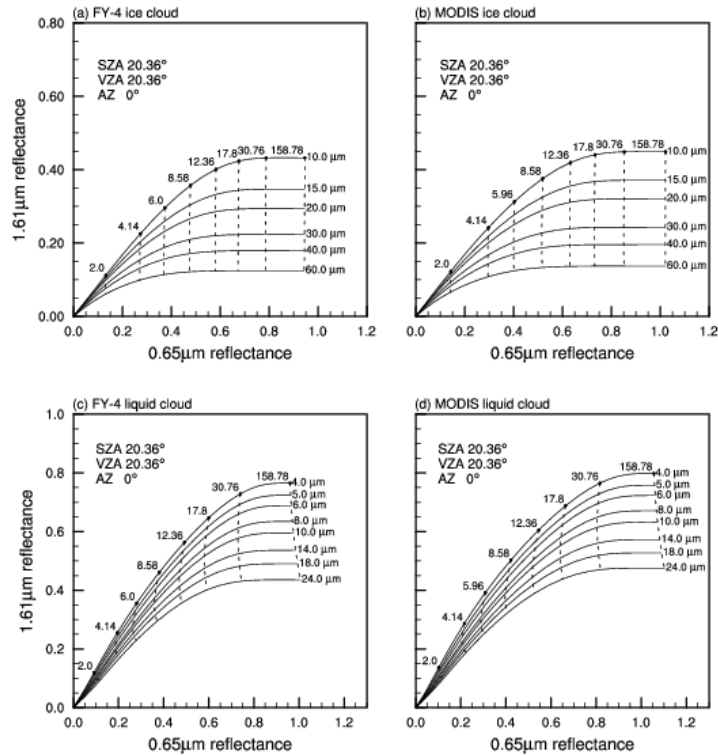 (a) FY-4 ice cloud
0.80
SZA 20.36°
VZA 20.36°
AZ 0°
0.60
0.40
0.20
0.00
1.61μm reflectance
2.0
4.14
6.0
8.58
12.36
17.8
30.76
158.78
10.0 μm
15.0 μm
20.0 μm
30.0 μm
40.0 μm
60.0 μm
0.0 0.2 0.4 0.6 0.8 1.0 1.2
0.65μm reflectance
(b) MODIS ice cloud
SZA 20.36°
VZA 20.36°
AZ 0°
2.0
4.14
5.96
8.58
12.36
17.8
30.76
158.78
10.0 μm
15.0 μm
20.0 μm
30.0 μm
40.0 μm
60.0 μm
0.0 0.2 0.4 0.6 0.8 1.0 1.2
0.65μm reflectance
(c) FY-4 liquid cloud
1.0
SZA 20.36°
VZA 20.36°
AZ 0°
0.8
0.6
0.4
0.2
0.0
1.61μm reflectance
2.0
4.14
6.0
8.58
12.36
17.8
30.76
158.78
4.0 μm
5.0 μm
6.0 μm
8.0 μm
10.0 μm
14.0 μm
18.0 μm
24.0 μm
0.0 0.2 0.4 0.6 0.8 1.0 1.2
0.65μm reflectance
(d) MODIS liquid cloud
SZA 20.36°
VZA 20.36°
AZ 0°
2.0
4.14
5.96
8.58
12.36
17.8
30.76
158.78
4.0 μm
5.0 μm
6.0 μm
8.0 μm
10.0 μm
14.0 μm
18.0 μm
24.0 μm
0.0 0.2 0.4 0.6 0.8 1.0 1.2
0.65μm reflectance